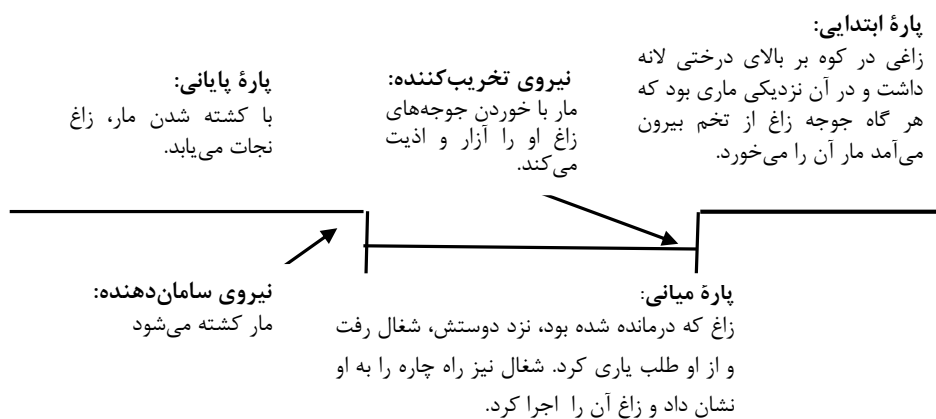 پارۀ ابتدایی:
زاغی در کوه بر بالای درختی لانه
داشت و در آن نزدیکی ماری بود که
هر گاه جوجه زاغ از تخم بیرون
می‌آمد مار آن را می‌خورد.
نیروی تخریب‌کننده:
مار با خوردن جوجه‌های
زاغ او را آزار و اذیت
می‌کند.
پارۀ پایانی:
با کشته شدن مار، زاغ
نجات می‌یابد.
پارۀ میانی:
زاغ که درمانده شده بود، نزد دوستش، شغال رفت
و از او طلب یاری کرد. شغال نیز راه چاره را به او
نشان داد و زاغ آن را اجرا کرد.
نیروی سامان‌دهنده:
مار کشته می‌شود